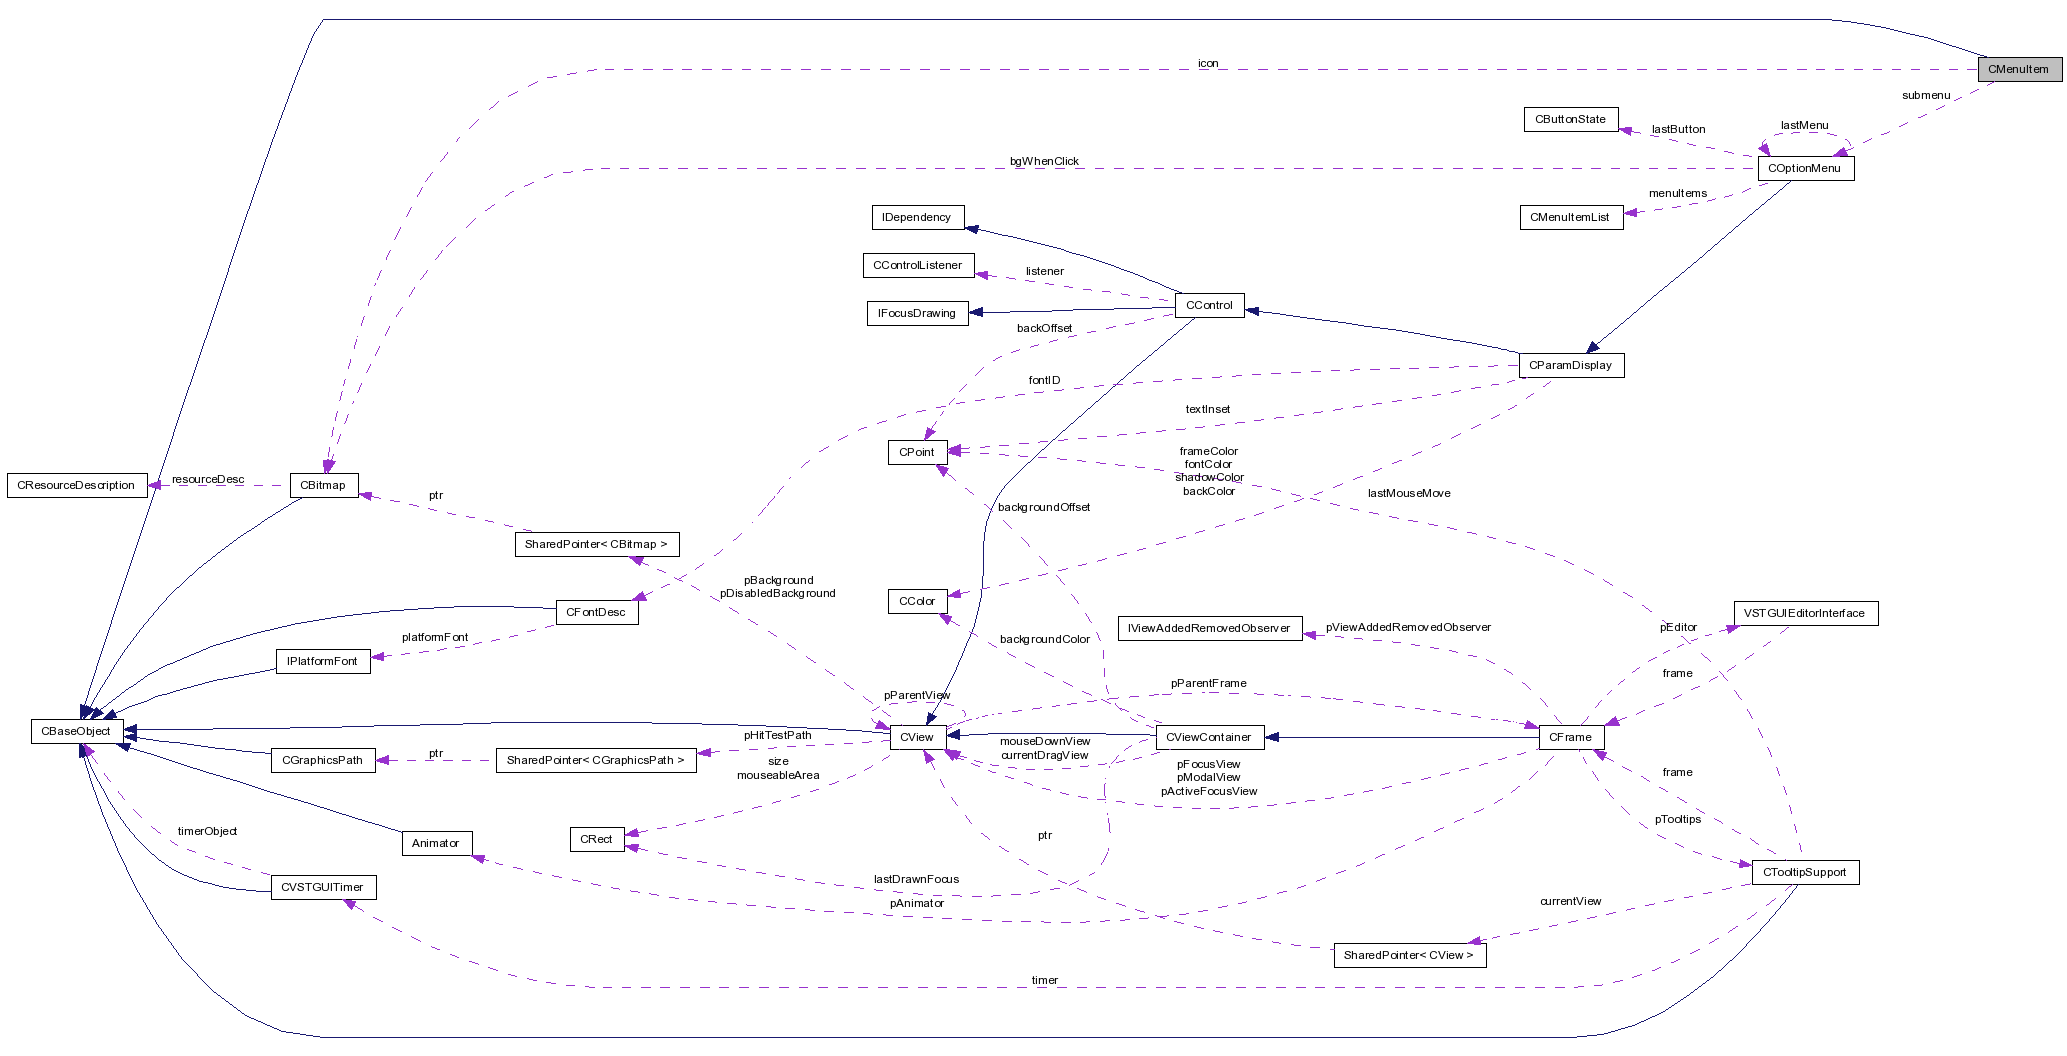 icon
CMenuItem
submenu
CButtonState
lastButton
lastMenu
bgWhenClick
COptionMenu
menuItems
CMenuItemList
IDependency
CControlListener
listener
CControl
IFocusDrawing
backOffset
CParamDisplay
fontID
textInset
CPoint
frameColor
fontColor
shadowColor
backColor
lastMouseMove
CResourceDescription
resourceDesc
CBitmap
ptr
backgroundOffset
SharedPointer< CBitmap >
pBackground
pDisabledBackground
CColor
CFontDesc
platformFont
IPlatformFont
backgroundColor
IViewAddedRemovedObserver
pViewAddedRemovedObserver
pEditor
VSTGUIEditorInterface
frame
pParentFrame
pParentView
CBaseObject
CView
CViewContainer
CFrame
pHitTestPath
size
mouseableArea
mouseDownView
currentDragView
CGraphicsPath
ptr
SharedPointer< CGraphicsPath >
pFocusView
pModalView
pActiveFocusView
frame
pTooltips
timerObject
Animator
CRect
ptr
CTooltipSupport
CVSTGUITimer
lastDrawnFocus
pAnimator
currentView
SharedPointer< CView >
timer